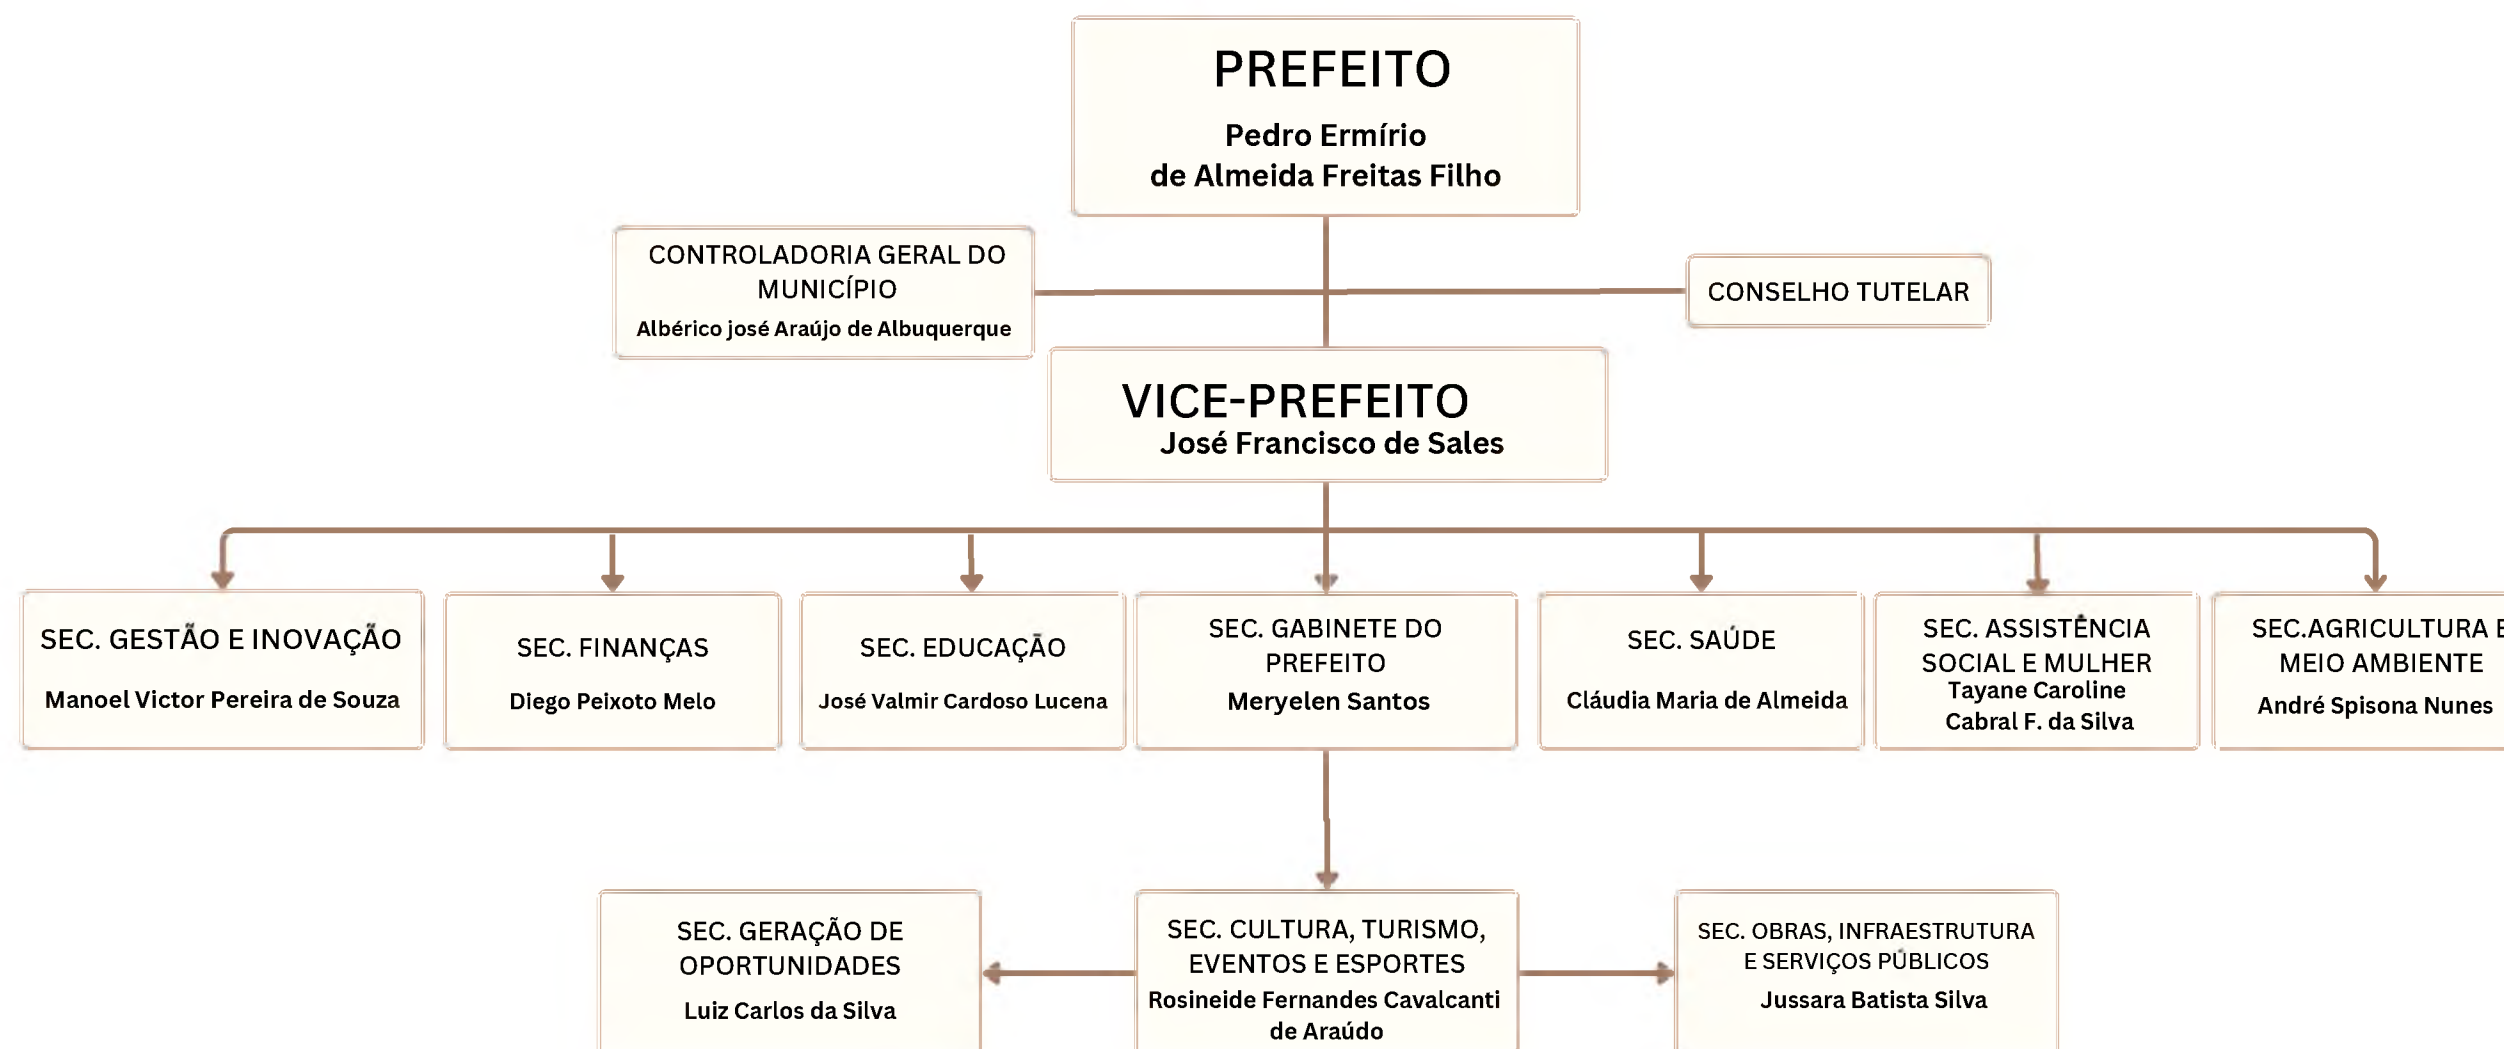 PREFEITO
Pedro Ermírio
de Almeida Freitas Filho
CONTROLADORIA GERAL DO
MUNICÍPIO
Albérico josé Araújo de Albuquerque
CONSELHO TUTELAR
VICE-PREFEITO
José Francisco de Sales
SEC. GESTÃO E INOVAÇÃO
Manoel Victor Pereira de Souza
SEC. FINANÇAS
Diego Peixoto Melo
SEC. EDUCAÇÃO
José Valmir Cardoso Lucena
SEC. GABINETE DO
PREFEITO
Meryelen Santos
SEC. SAÚDE
Cláudia Maria de Almeida
SEC. ASSISTÊNCIA
SOCIAL E MULHER
Tayane Caroline
Cabral F. da Silva
SEC.AGRICULTURA E
MEIO AMBIENTE
André Spisona Nunes
SEC. GERAÇÃO DE
OPORTUNIDADES
Luiz Carlos da Silva
SEC. CULTURA, TURISMO,
EVENTOS E ESPORTES
Rosineide Fernandes Cavalcanti
de Araúdo
SEC. OBRAS, INFRAESTRUTURA
E SERVIÇOS PÚBLICOS
Jussara Batista Silva